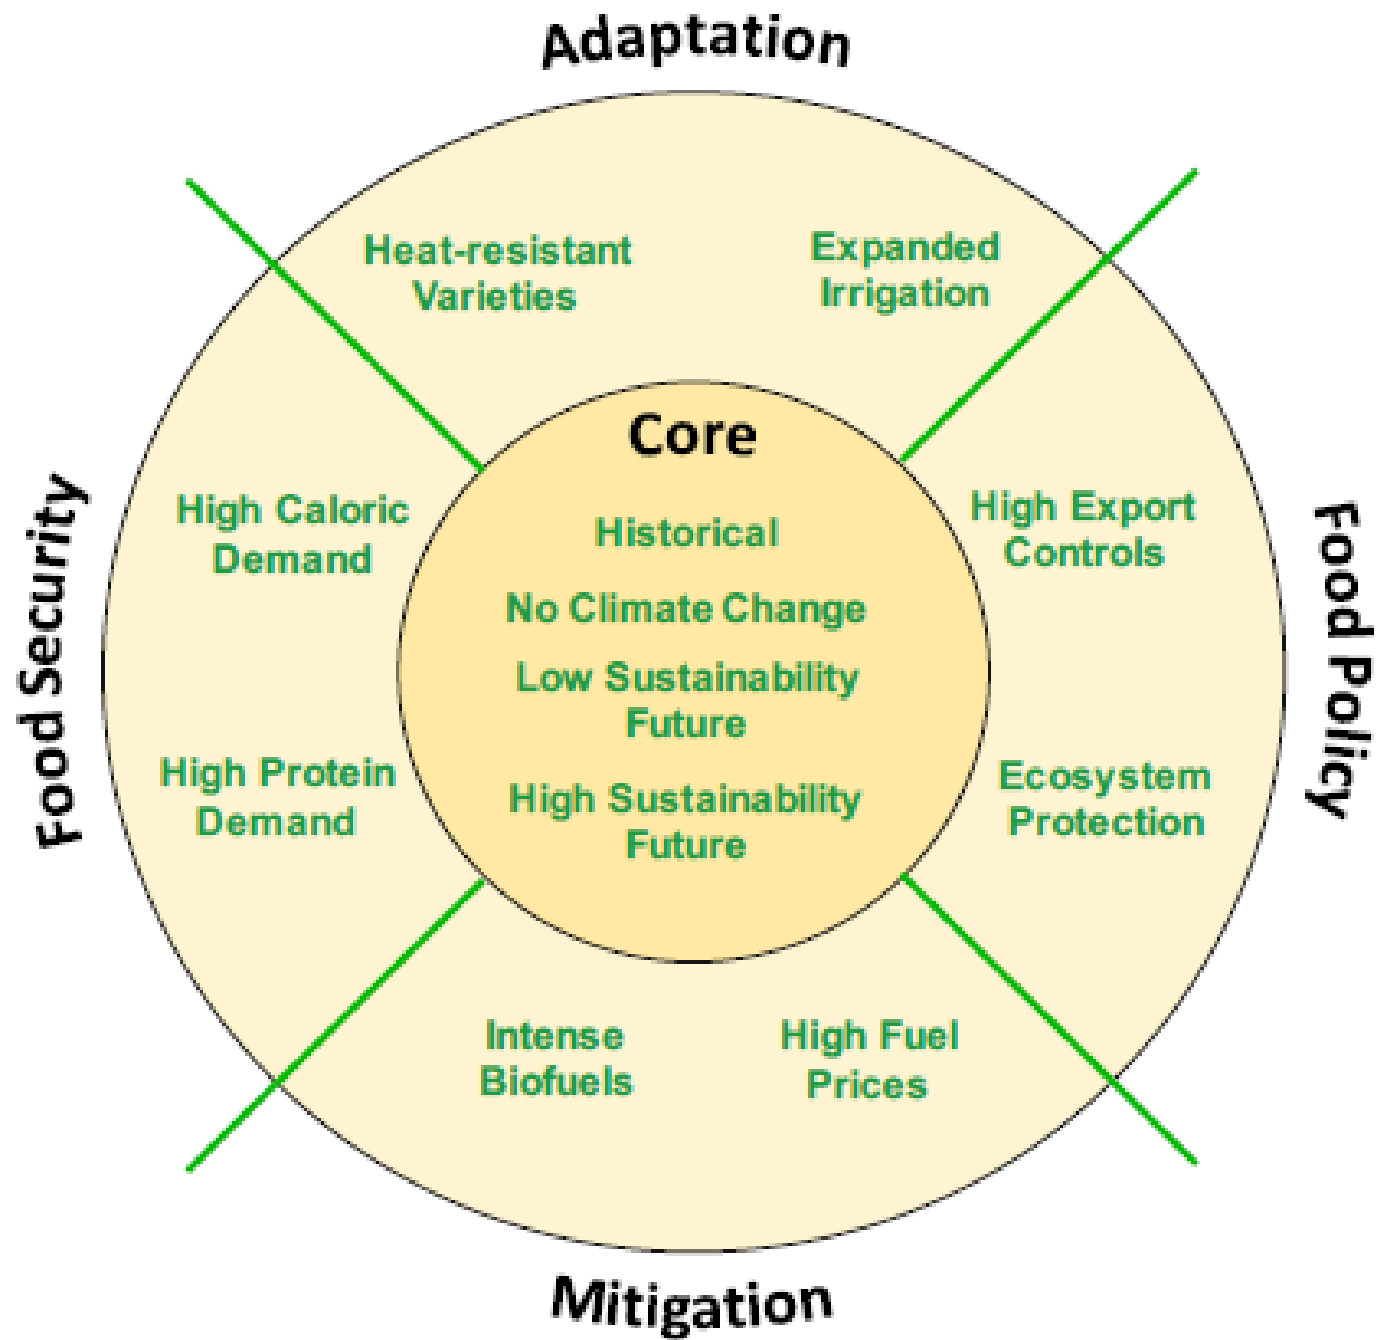 Adaptation
Heat-resistant
Varieties
Expanded
Irrigation
Food Security
High Caloric
Demand
High Protein
Demand
Core
Historical
No Climate Change
Low Sustainability
Future
High Sustainability
Future
High Export
Controls
Ecosystem
Protection
Food Policy
Intense
Biofuels
High Fuel
Prices
Mitigation